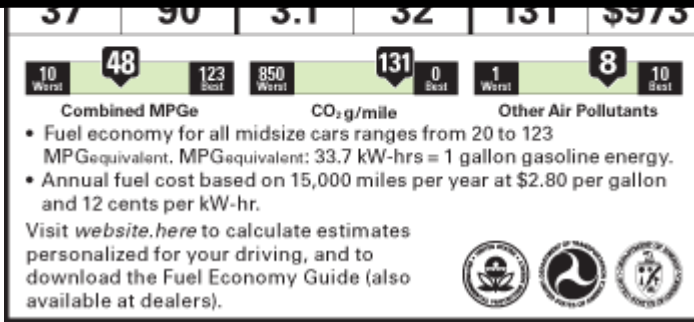 37 90 3.1 32 131 $973
48 131 8
10 Worst 123 Best 850 Worst 0 Best 1 Worst 10 Best
Combined MPGe CO₂ g/mile Other Air Pollutants
• Fuel economy for all midsize cars ranges from 20 to 123
MPGequivalent. MPGequivalent: 33.7 kW-hrs = 1 gallon gasoline energy.
• Annual fuel cost based on 15,000 miles per year at $2.80 per gallon
and 12 cents per kW-hr.
Visit website.here to calculate estimates
personalized for your driving, and to
download the Fuel Economy Guide (also
available at dealers).